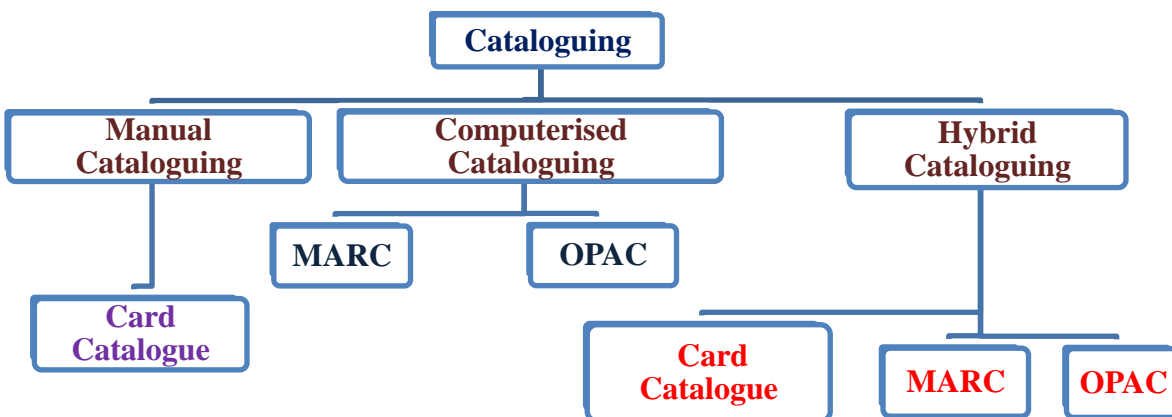 Cataloguing
Manual
Cataloguing
Computerised
Cataloguing
Hybrid
Cataloguing
MARC
OPAC
Card
Catalogue
Card
Catalogue
MARC
OPAC